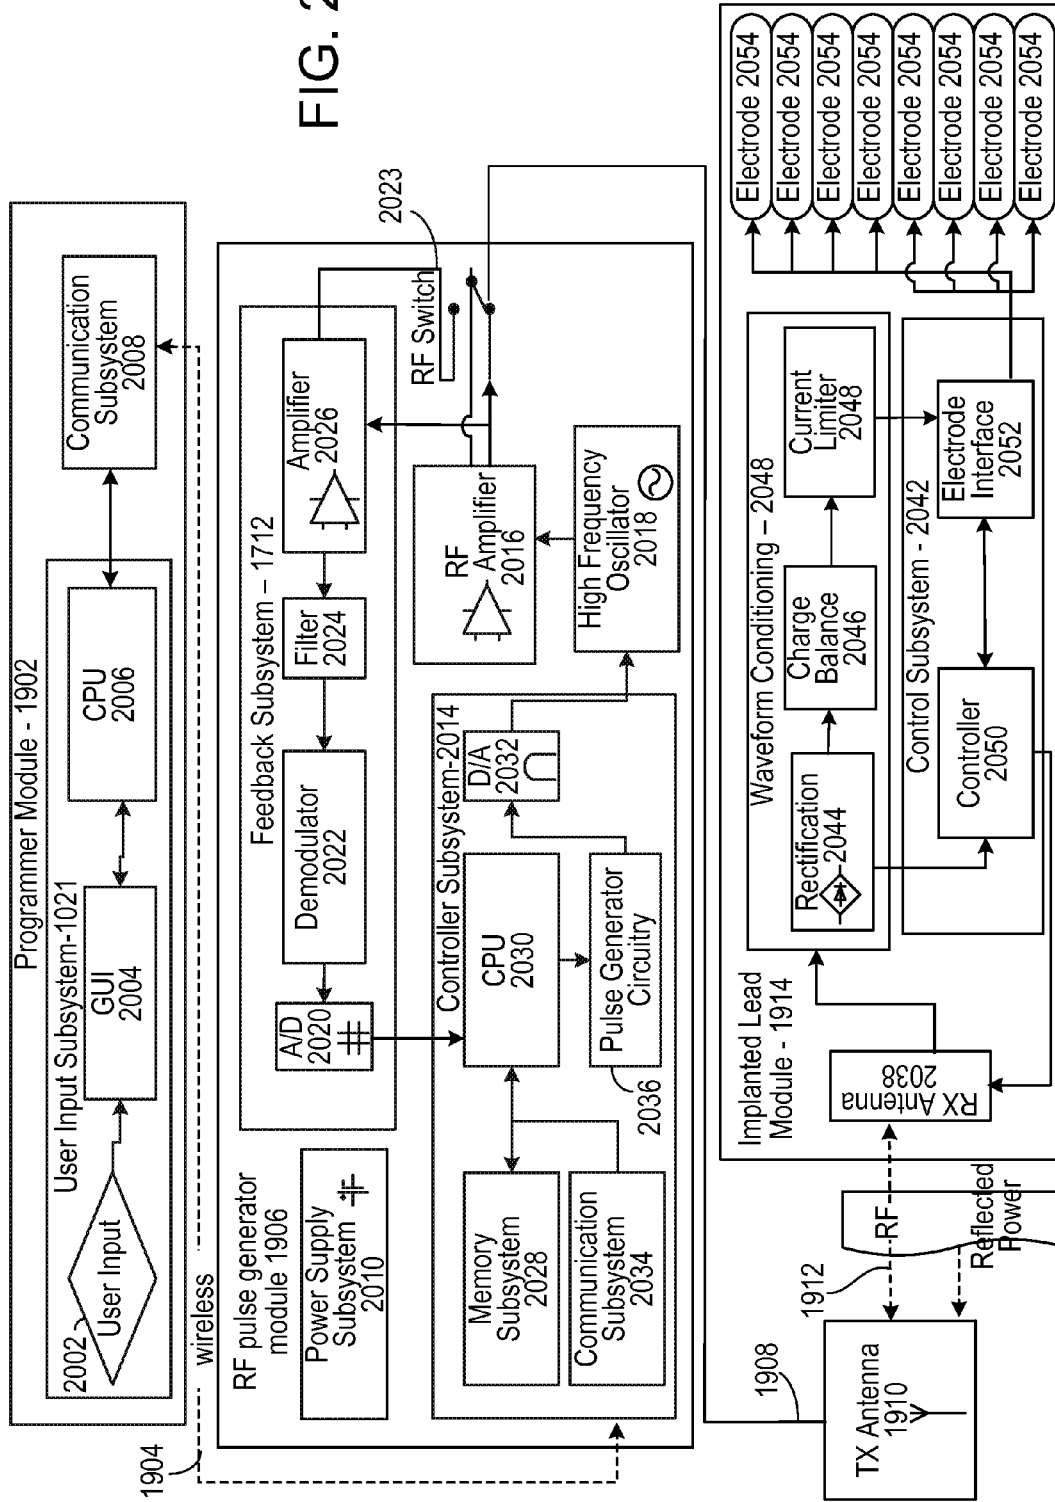 FIG. 2
Programmer Module - 1902
User Input Subsystem-1021
2002
User Input
GUI
2004
CPU
2006
Communication
Subsystem
2008
1904
wireless
RF pulse generator
module 1906
Power Supply
Subsystem
2010
Feedback Subsystem – 1712
A/D
2020
Demodulator
2022
Filter
2024
Amplifier
2026
2023
RF Switch
RF
Amplifier
2016
High Frequency
Oscillator
2018
Controller Subsystem-2014
Memory
Subsystem
2028
Communication
Subsystem
2034
CPU
2030
Pulse Generator
Circuitry
2036
D/A
2032
1908
TX Antenna
1910
1912
RF
Reflected
Power
Implanted Lead
Module - 1914
RX Antenna
2038
Waveform Conditioning – 2048
Rectification
2044
Charge
Balance
2046
Current
Limiter
2048
Control Subsystem - 2042
Controller
2050
Electrode
Interface
2052
Electrode 2054
Electrode 2054
Electrode 2054
Electrode 2054
Electrode 2054
Electrode 2054
Electrode 2054
Electrode 2054